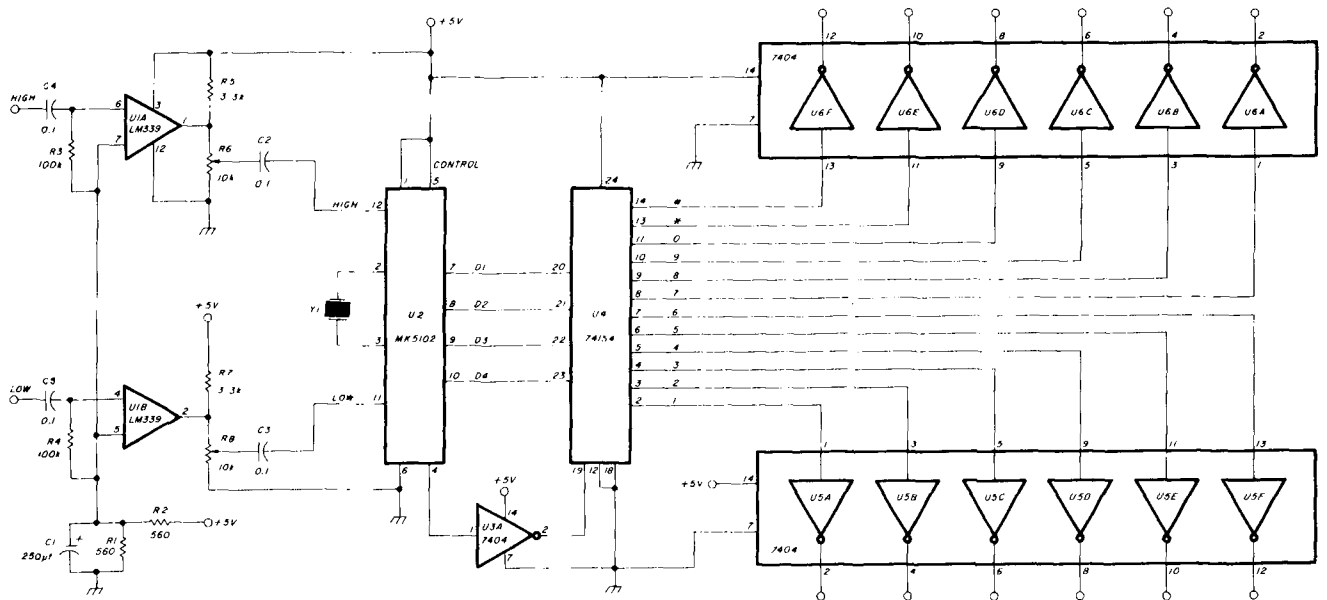 +5V
12 10 8 6 4 2
7404
14
7
U6F U6E U6D U6C U6B U6A
13 11 9 5 3 1
HIGH
C4
0.1
R3
100k
6
7
3
U1A
LM339
12
1
R5
3.3k
R6
10k
C2
0.1
CONTROL
1 5
HIGH 12
2
Y1
3
LOW 11
U2
MK5102
7 D1 20
8 D2 21
9 D3 22
10 D4 23
6 4
24
U4
74154
14 #
13 *
11 0
10 9
9 8
8 7
7 6
6 5
5 4
4 3
3 2
2 1
19 12 18
+5V
R7
3.3k
LOW
C5
0.1
R4
100k
4
5
U1B
LM339
2
R8
10k
C3
0.1
R2
560
+5V
C1
250µf
+
R1
560
+5V
14
1
U3A
7404
2
7
1 3 5 9 11 13
+5V
14
7
7404
U5A U5B U5C U5D U5E U5F
2 4 6 8 10 12